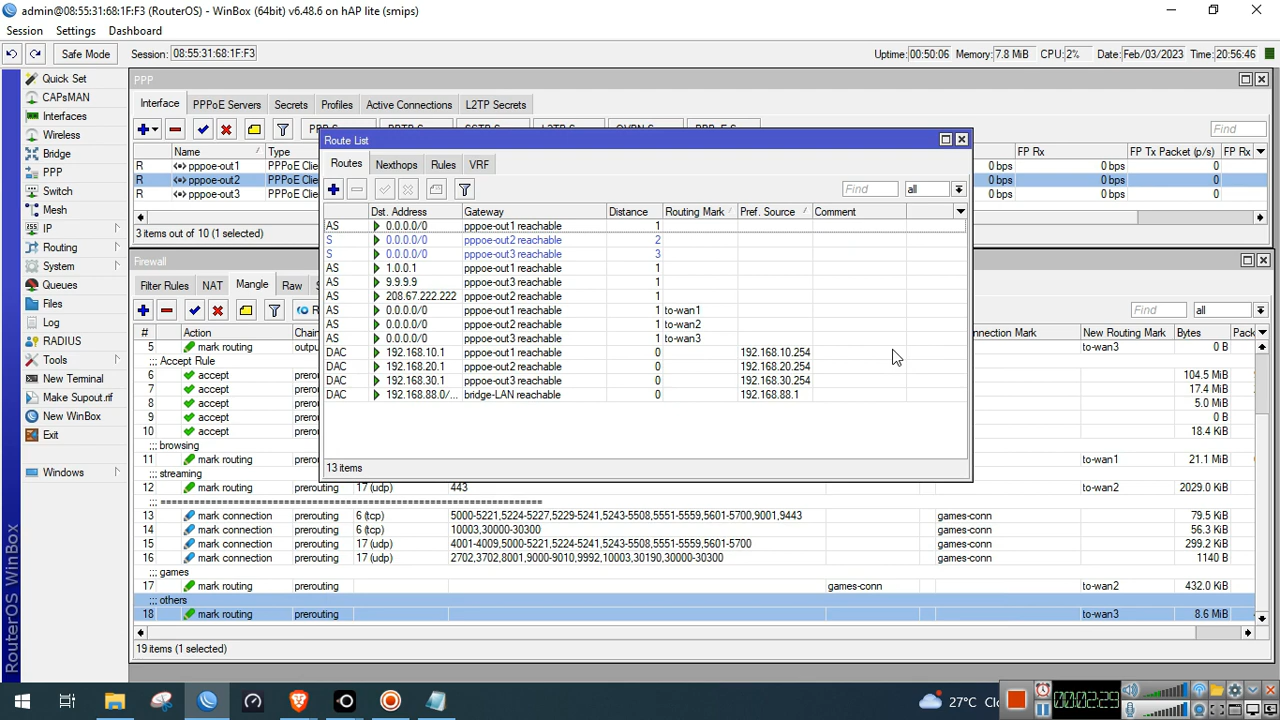 admin@08:55:31:68:1F:F3 (RouterOS) - WinBox (64bit) v6.48.6 on hAP lite (smips)
Session Settings Dashboard
Safe Mode Session: 08:55:31:68:1F:F3 Uptime: 00:50:06 Memory: 7.8 MiB CPU: 2% Date: Feb/03/2023 Time: 20:56:46
Quick Set
CAPsMAN
Interfaces
Wireless
Bridge
PPP
Switch
Mesh
IP
Routing
System
Queues
Files
Log
RADIUS
Tools
New Terminal
Make Supout.rif
New WinBox
Exit
Windows
RouterOS WinBox
PPP
Interface PPPoE Servers Secrets Profiles Active Connections L2TP Secrets
Find
Name Type FP Rx FP Tx Packet (p/s) FP Rx
R pppoe-out1 PPPoE Clie 0 bps 0
R pppoe-out2 PPPoE Clie 0 bps 0
R pppoe-out3 PPPoE Clie 0 bps 0
3 items out of 10 (1 selected)
Route List
Routes Nexthops Rules VRF
Find all
Dst. Address Gateway Distance Routing Mark Pref. Source Comment
AS 0.0.0.0/0 pppoe-out1 reachable 1
S 0.0.0.0/0 pppoe-out2 reachable 2
S 0.0.0.0/0 pppoe-out3 reachable 3
AS 1.0.0.1 pppoe-out1 reachable 1
AS 9.9.9.9 pppoe-out3 reachable 1
AS 208.67.222.222 pppoe-out2 reachable 1
AS 0.0.0.0/0 pppoe-out1 reachable 1 to-wan1
AS 0.0.0.0/0 pppoe-out2 reachable 1 to-wan2
AS 0.0.0.0/0 pppoe-out3 reachable 1 to-wan3
DAC 192.168.10.1 pppoe-out1 reachable 0 192.168.10.254
DAC 192.168.20.1 pppoe-out2 reachable 0 192.168.20.254
DAC 192.168.30.1 pppoe-out3 reachable 0 192.168.30.254
DAC 192.168.88.0/... bridge-LAN reachable 0 192.168.88.1
13 items
Firewall
Filter Rules NAT Mangle Raw
Find all
# Action Chain onnection Mark New Routing Mark Bytes Pack
5 mark routing outpu to-wan3 0 B
;;; Accept Rule
6 accept prerou 104.5 MiB
7 accept prerou 17.4 MiB
8 accept prerou 5.0 MiB
9 accept prerou 0 B
10 accept prerou 18.4 KiB
;;; browsing
11 mark routing prerou to-wan1 21.1 MiB
;;; streaming
12 mark routing prerouting 17 (udp) 443 to-wan2 2029.0 KiB
13 mark connection prerouting 6 (tcp) 5000-5221,5224-5227,5229-5241,5243-5508,5551-5559,5601-5700,9001,9443 games-conn 79.5 KiB
14 mark connection prerouting 6 (tcp) 10003,30000-30300 games-conn 56.3 KiB
15 mark connection prerouting 17 (udp) 4001-4009,5000-5221,5224-5241,5243-5508,5551-5559,5601-5700 games-conn 299.2 KiB
16 mark connection prerouting 17 (udp) 2702,3702,8001,9000-9010,9992,10003,30190,30000-30300 games-conn 1140 B
;;; games
17 mark routing prerouting games-conn to-wan2 432.0 KiB
;;; others
18 mark routing prerouting to-wan3 8.6 MiB
19 items (1 selected)
27°C
00:02:29